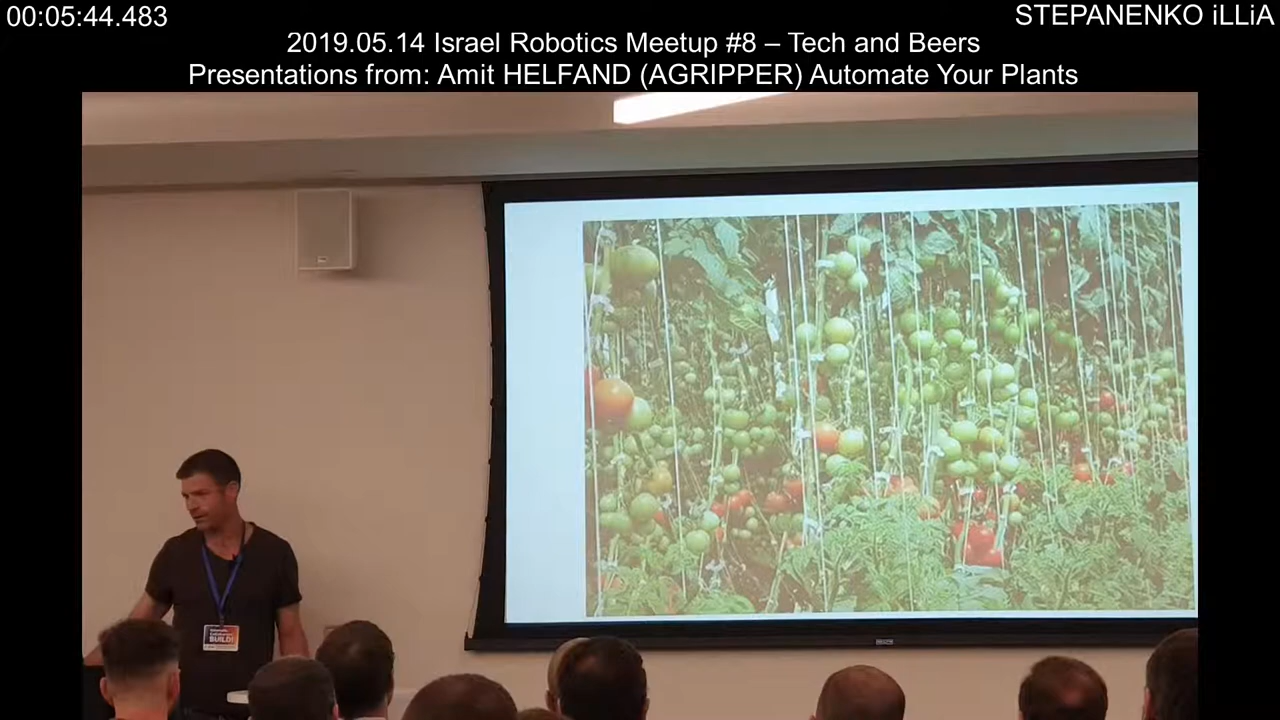 00:05:44.483
STEPANENKO iLLiA
2019.05.14 Israel Robotics Meetup #8 – Tech and Beers
Presentations from: Amit HELFAND (AGRIPPER) Automate Your Plants
BUILD!